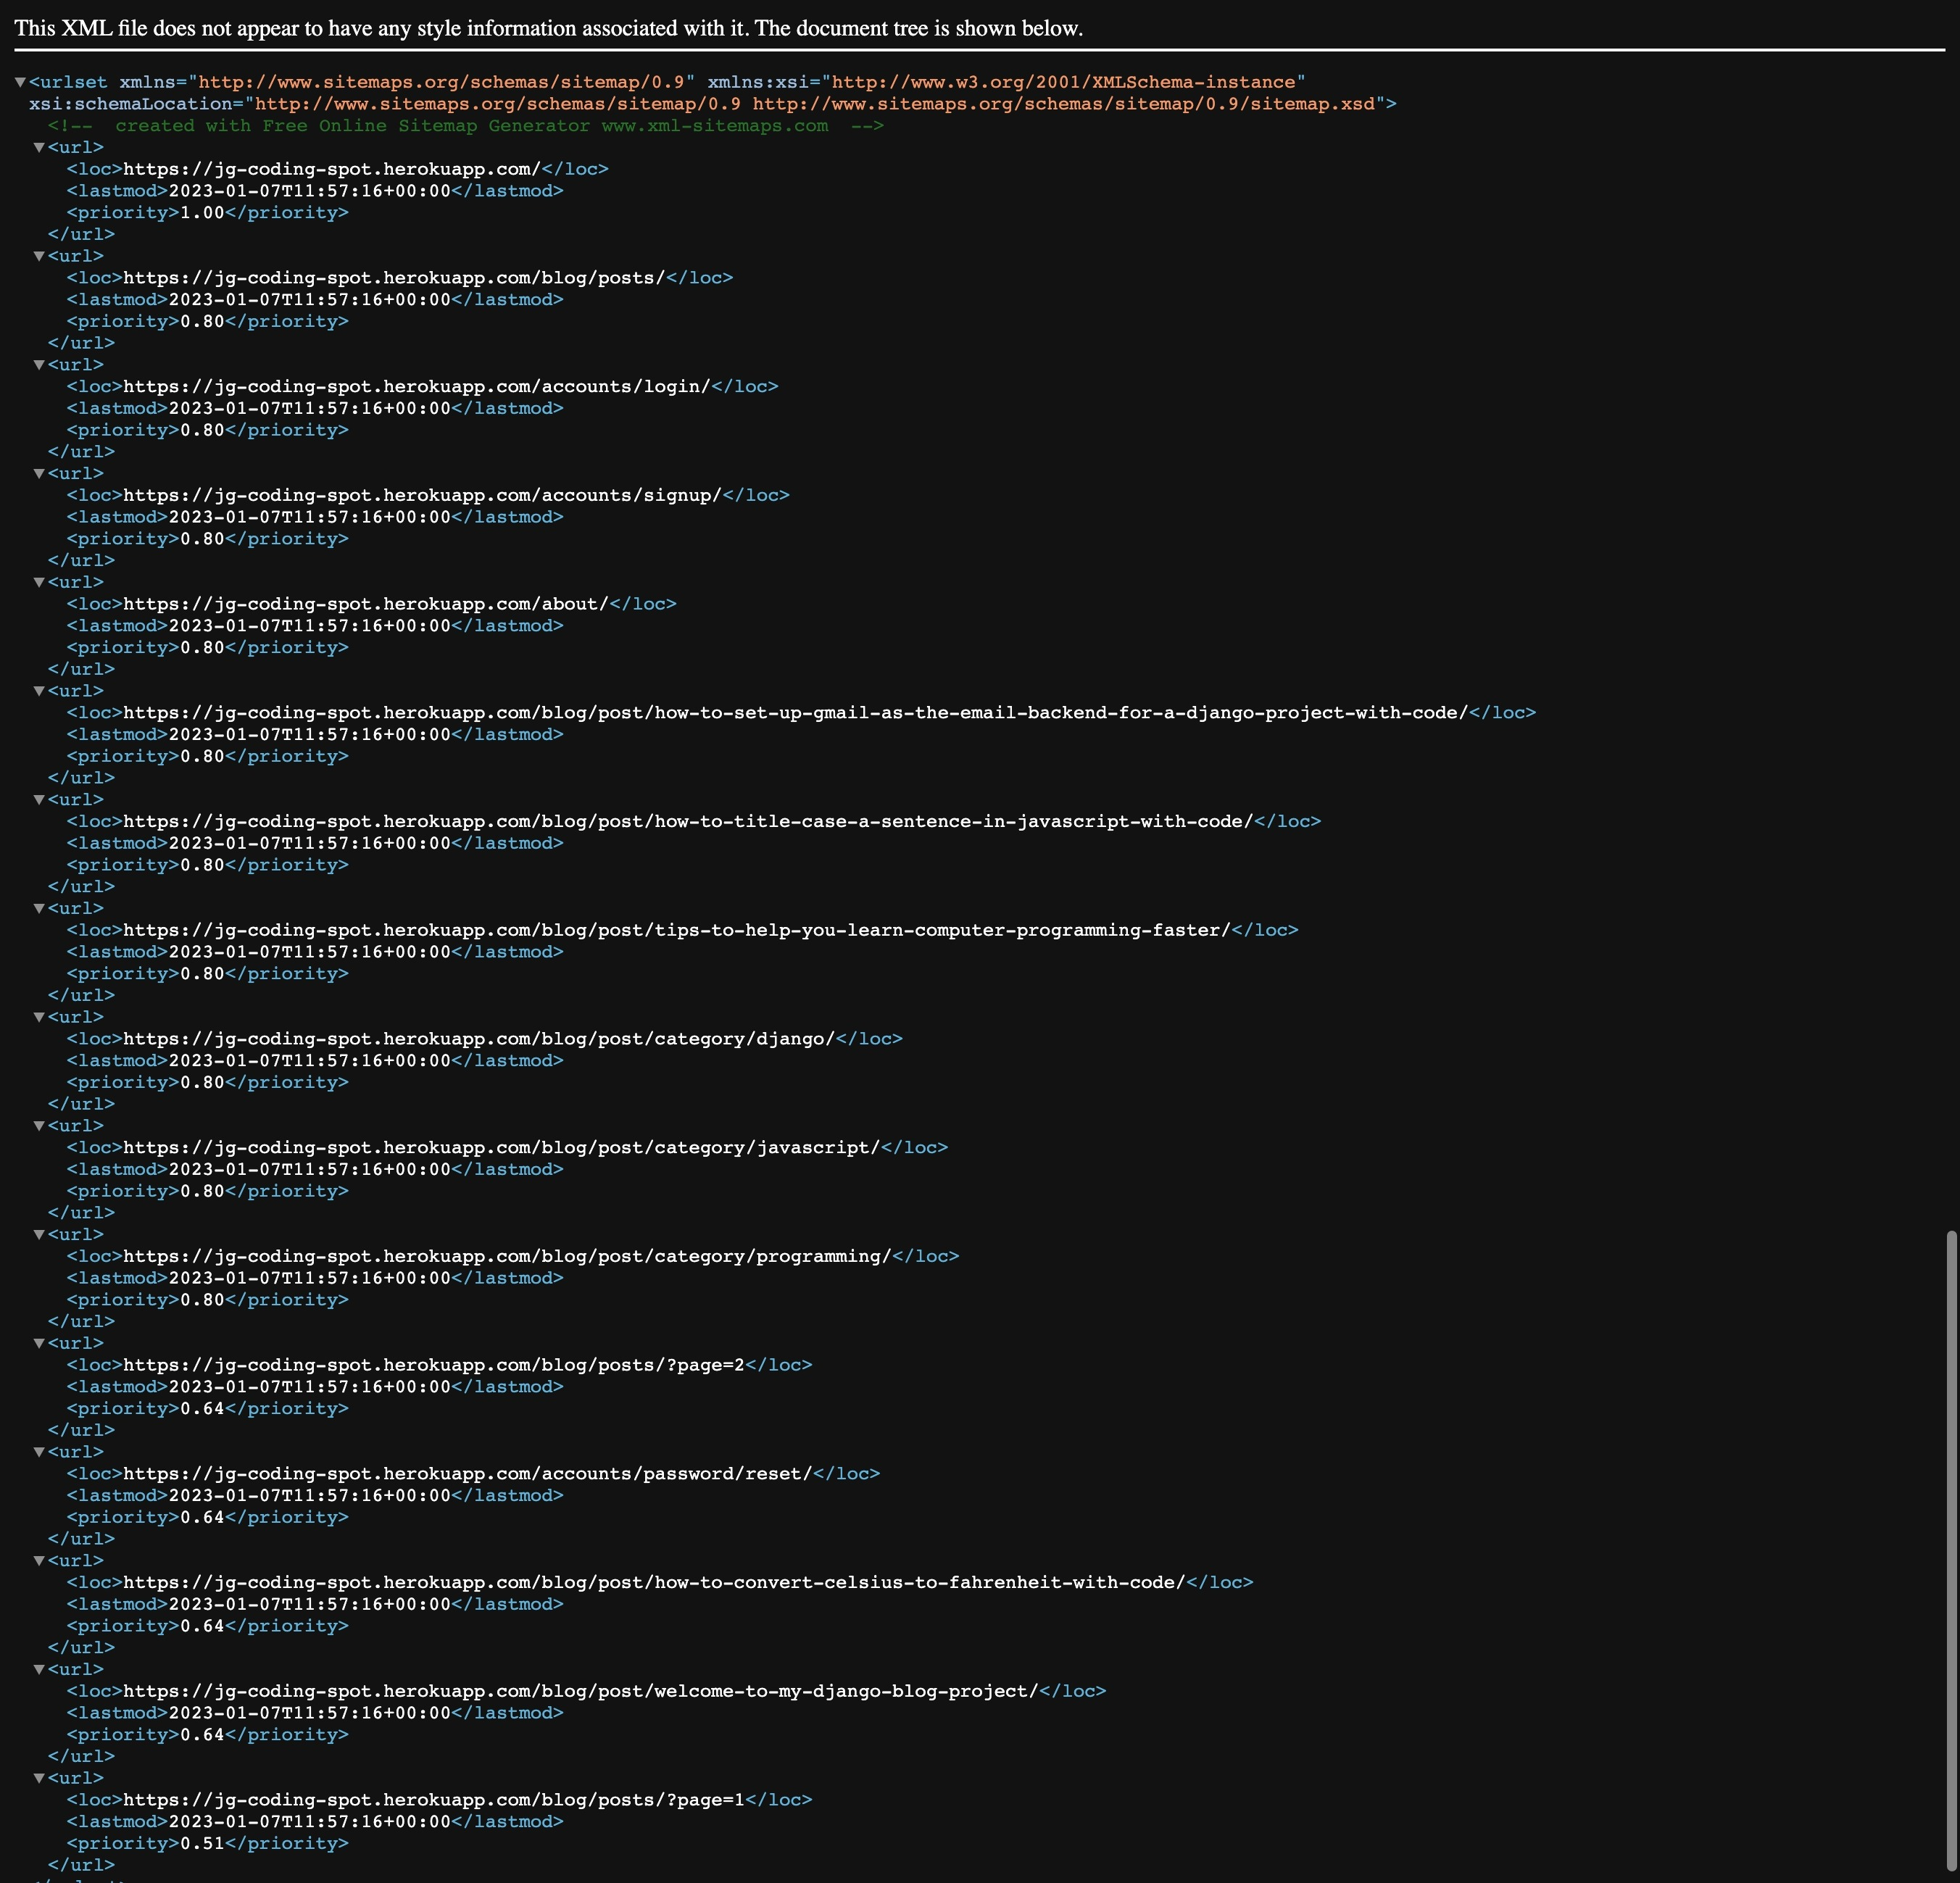 This XML file does not appear to have any style information associated with it. The document tree is shown below.
▼<urlset xmlns="http://www.sitemaps.org/schemas/sitemap/0.9" xmlns:xsi="http://www.w3.org/2001/XMLSchema-instance"
xsi:schemaLocation="http://www.sitemaps.org/schemas/sitemap/0.9 http://www.sitemaps.org/schemas/sitemap/0.9/sitemap.xsd">
<!-- created with Free Online Sitemap Generator www.xml-sitemaps.com -->
▼<url>
<loc>https://jg-coding-spot.herokuapp.com/</loc>
<lastmod>2023-01-07T11:57:16+00:00</lastmod>
<priority>1.00</priority>
</url>
▼<url>
<loc>https://jg-coding-spot.herokuapp.com/blog/posts/</loc>
<lastmod>2023-01-07T11:57:16+00:00</lastmod>
<priority>0.80</priority>
</url>
▼<url>
<loc>https://jg-coding-spot.herokuapp.com/accounts/login/</loc>
<lastmod>2023-01-07T11:57:16+00:00</lastmod>
<priority>0.80</priority>
</url>
▼<url>
<loc>https://jg-coding-spot.herokuapp.com/accounts/signup/</loc>
<lastmod>2023-01-07T11:57:16+00:00</lastmod>
<priority>0.80</priority>
</url>
▼<url>
<loc>https://jg-coding-spot.herokuapp.com/about/</loc>
<lastmod>2023-01-07T11:57:16+00:00</lastmod>
<priority>0.80</priority>
</url>
▼<url>
<loc>https://jg-coding-spot.herokuapp.com/blog/post/how-to-set-up-gmail-as-the-email-backend-for-a-django-project-with-code/</loc>
<lastmod>2023-01-07T11:57:16+00:00</lastmod>
<priority>0.80</priority>
</url>
▼<url>
<loc>https://jg-coding-spot.herokuapp.com/blog/post/how-to-title-case-a-sentence-in-javascript-with-code/</loc>
<lastmod>2023-01-07T11:57:16+00:00</lastmod>
<priority>0.80</priority>
</url>
▼<url>
<loc>https://jg-coding-spot.herokuapp.com/blog/post/tips-to-help-you-learn-computer-programming-faster/</loc>
<lastmod>2023-01-07T11:57:16+00:00</lastmod>
<priority>0.80</priority>
</url>
▼<url>
<loc>https://jg-coding-spot.herokuapp.com/blog/post/category/django/</loc>
<lastmod>2023-01-07T11:57:16+00:00</lastmod>
<priority>0.80</priority>
</url>
▼<url>
<loc>https://jg-coding-spot.herokuapp.com/blog/post/category/javascript/</loc>
<lastmod>2023-01-07T11:57:16+00:00</lastmod>
<priority>0.80</priority>
</url>
▼<url>
<loc>https://jg-coding-spot.herokuapp.com/blog/post/category/programming/</loc>
<lastmod>2023-01-07T11:57:16+00:00</lastmod>
<priority>0.80</priority>
</url>
▼<url>
<loc>https://jg-coding-spot.herokuapp.com/blog/posts/?page=2</loc>
<lastmod>2023-01-07T11:57:16+00:00</lastmod>
<priority>0.64</priority>
</url>
▼<url>
<loc>https://jg-coding-spot.herokuapp.com/accounts/password/reset/</loc>
<lastmod>2023-01-07T11:57:16+00:00</lastmod>
<priority>0.64</priority>
</url>
▼<url>
<loc>https://jg-coding-spot.herokuapp.com/blog/post/how-to-convert-celsius-to-fahrenheit-with-code/</loc>
<lastmod>2023-01-07T11:57:16+00:00</lastmod>
<priority>0.64</priority>
</url>
▼<url>
<loc>https://jg-coding-spot.herokuapp.com/blog/post/welcome-to-my-django-blog-project/</loc>
<lastmod>2023-01-07T11:57:16+00:00</lastmod>
<priority>0.64</priority>
</url>
▼<url>
<loc>https://jg-coding-spot.herokuapp.com/blog/posts/?page=1</loc>
<lastmod>2023-01-07T11:57:16+00:00</lastmod>
<priority>0.51</priority>
</url>